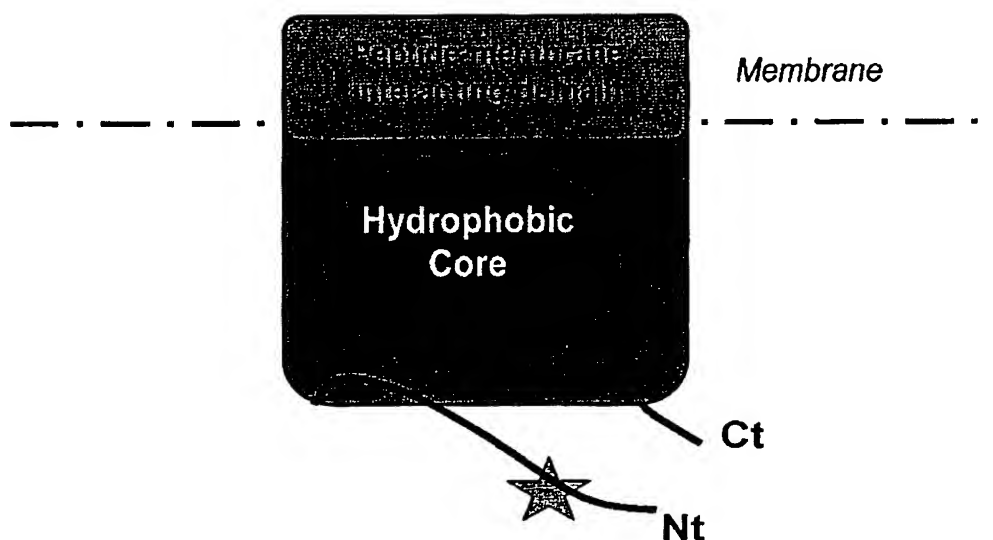 Peptide-membrane
interacting domain
Membrane
Hydrophobic
Core
Ct
Nt